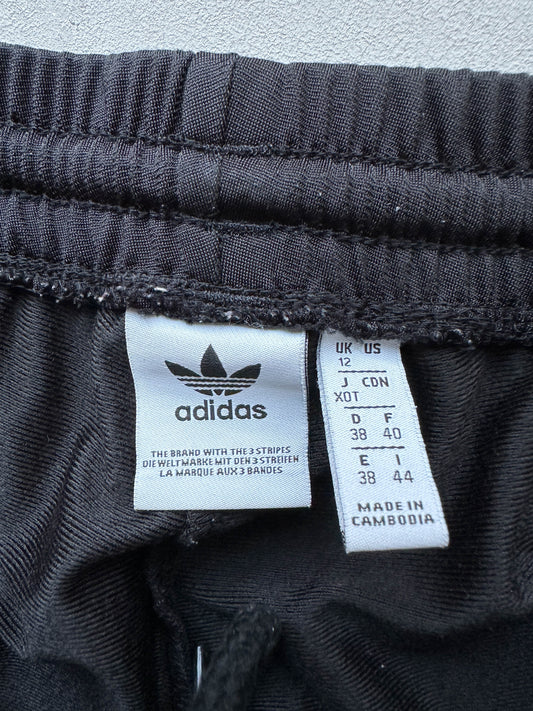 adidas
THE BRAND WITH THE 3 STRIPES
DIE WELTMARKE MIT DEN 3 STREIFEN
LA MARQUE AUX 3 BANDES
UK US
12
J CDN
XOT
D F
38 40
E I
38 44
MADE IN
CAMBODIA